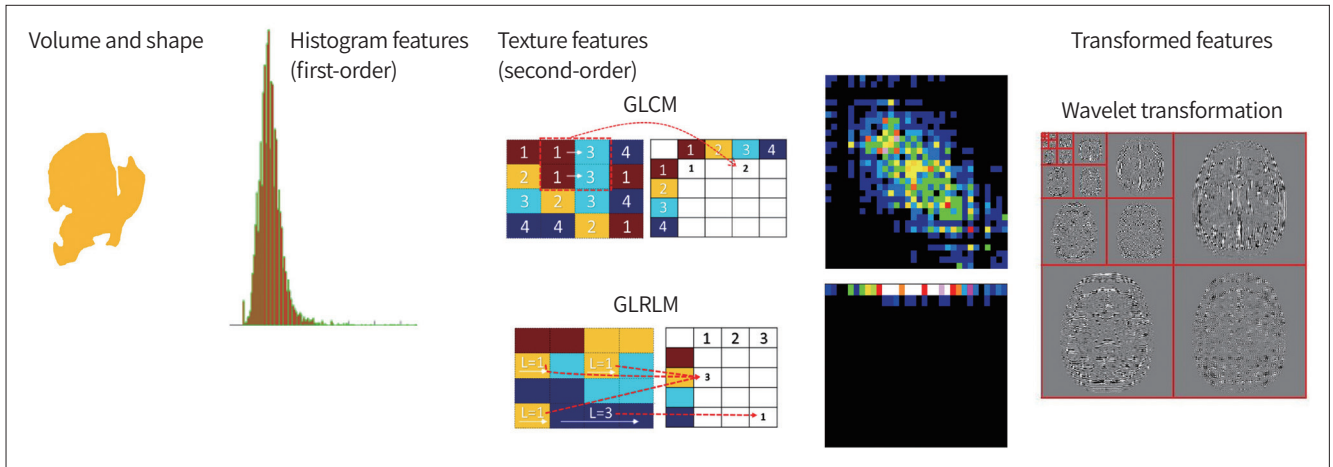 Volume and shape
Histogram features
(first-order)
Texture features
(second-order)
GLCM
1 1 3 4
2 1 3 1
3 2 3 4
4 4 2 1
1 2 3 4
1 1 2
2
3
4
GLRLM
L=1 L=1
L=1 L=3
1 2 3
3
1
Transformed features
Wavelet transformation